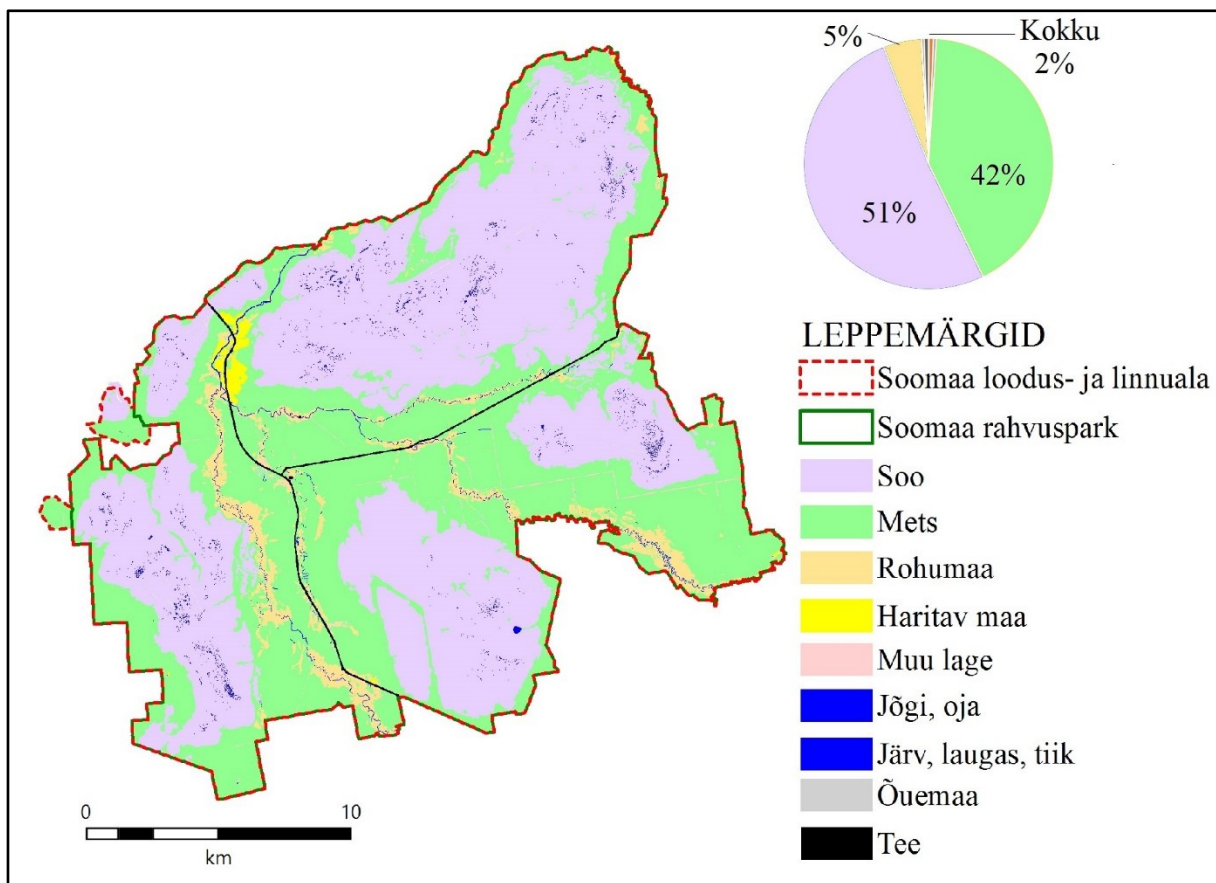 5%
Kokku
2%
42%
51%
LEPPEMÄRGID
Soomaa loodus- ja linnuala
Soomaa rahvuspark
Soo
Mets
Rohumaa
Haritav maa
Muu lage
Jõgi, oja
Järv, laugas, tiik
Õuemaa
Tee
0 10
km